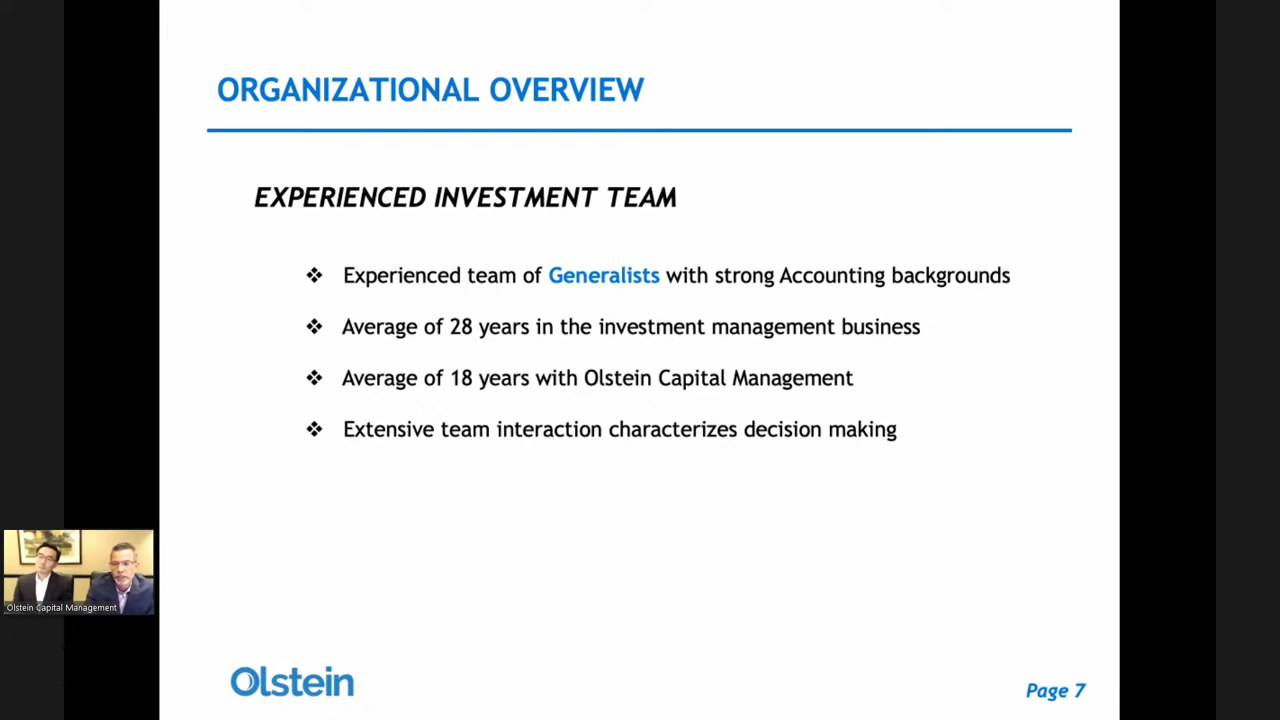 ORGANIZATIONAL OVERVIEW
EXPERIENCED INVESTMENT TEAM
❖ Experienced team of Generalists with strong Accounting backgrounds
❖ Average of 28 years in the investment management business
❖ Average of 18 years with Olstein Capital Management
❖ Extensive team interaction characterizes decision making
Olstein Capital Management
Olstein
Page 7